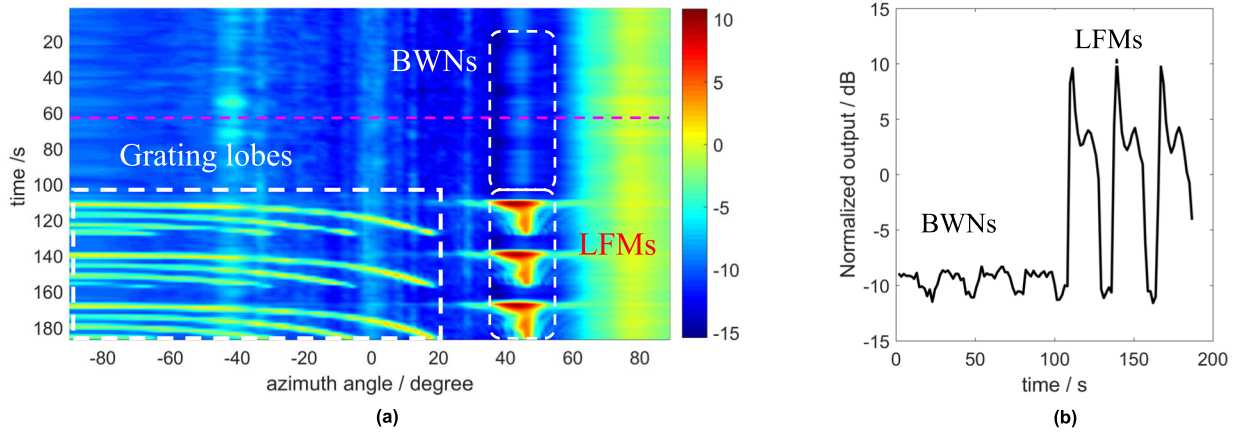 BWNs
Grating lobes
LFMs
time /s
20
40
60
80
100
120
140
160
180
-80 -60 -40 -20 0 20 40 60 80
azimuth angle / degree
10
5
0
-5
-10
-15
(a)
LFMs
BWNs
Normalized output / dB
15
10
5
0
-5
-10
-15
0 50 100 150 200
time / s
(b)